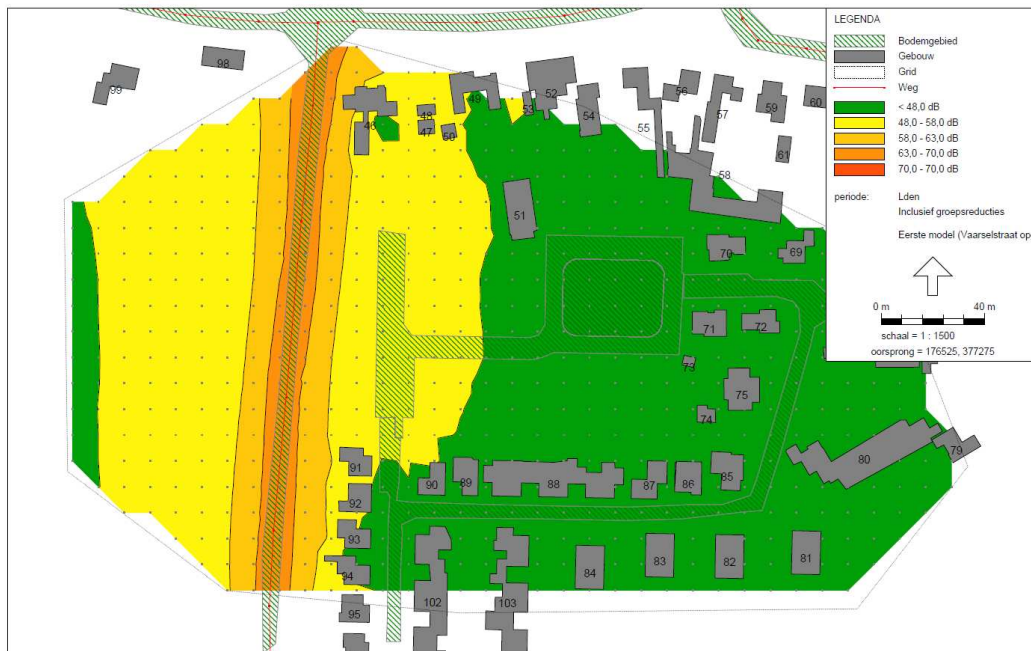 LEGENDA
Bodemgebied
Gebouw
Grid
Weg
< 48,0 dB
48,0 - 58,0 dB
58,0 - 63,0 dB
63,0 - 70,0 dB
70,0 - 70,0 dB
periode: Lden
Inclusief groepsreducties
Eerste model (Vaarselstraat op
0 m 40 m
schaal = 1 : 1500
oorsprong = 176525, 377275
98
99
46
48
47
50
49
53
52
54
55
56
57
59
60
61
58
51
70
69
71
72
73
75
74
91
92
93
94
95
90
89
88
87
86
85
80
79
84
83
82
81
102
103